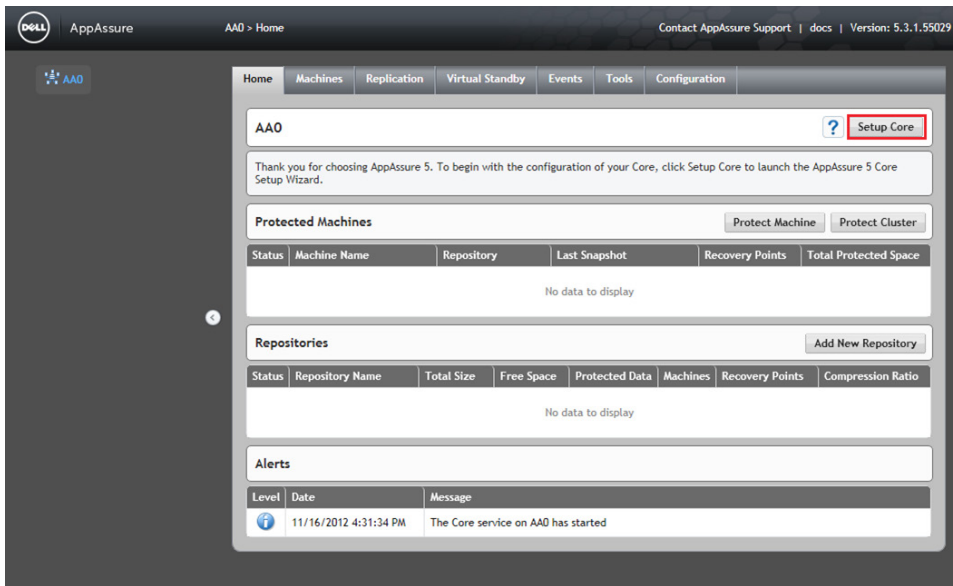 DELL AppAssure AA0 > Home Contact AppAssure Support | docs | Version: 5.3.1.55029
AA0
Home Machines Replication Virtual Standby Events Tools Configuration
AA0 ? Setup Core
Thank you for choosing AppAssure 5. To begin with the configuration of your Core, click Setup Core to launch the AppAssure 5 Core
Setup Wizard.
Protected Machines Protect Machine Protect Cluster
Status Machine Name Repository Last Snapshot Recovery Points Total Protected Space
No data to display
Repositories Add New Repository
Status Repository Name Total Size Free Space Protected Data Machines Recovery Points Compression Ratio
No data to display
Alerts
Level Date Message
i 11/16/2012 4:31:34 PM The Core service on AA0 has started